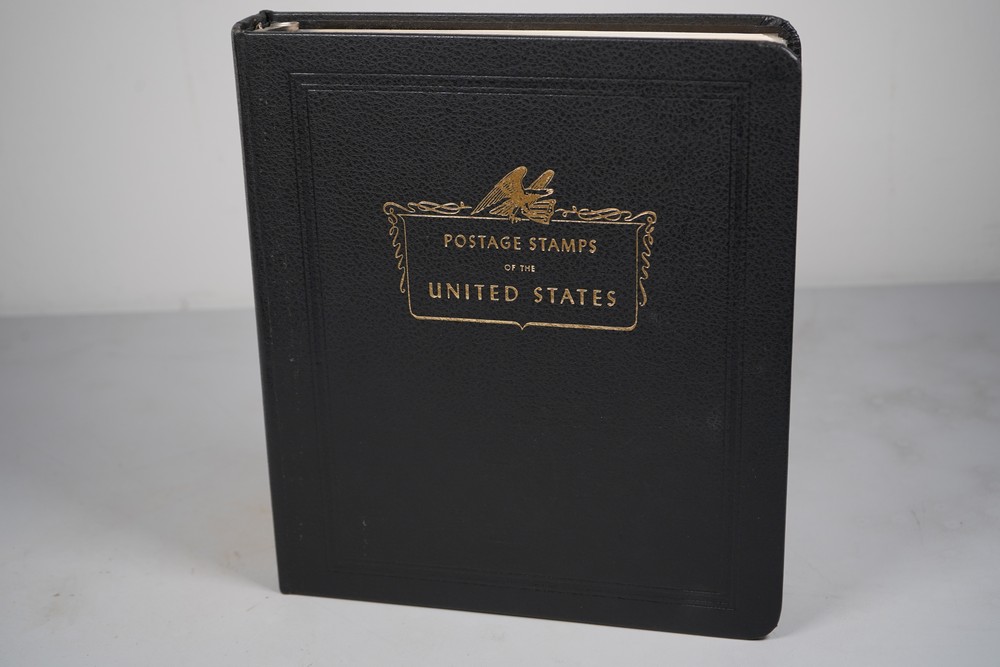 POSTAGE STAMPS
OF THE
UNITED STATES